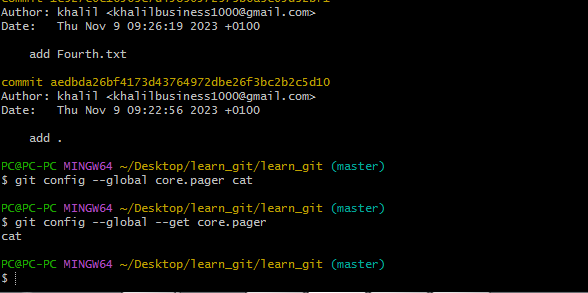 Author: khalil <khalilbusiness1000@gmail.com>
Date:   Thu Nov 9 09:26:19 2023 +0100
    add Fourth.txt
commit aedbda26bf4173d43764972dbe26f3bc2b2c5d10
Author: khalil <khalilbusiness1000@gmail.com>
Date:   Thu Nov 9 09:22:56 2023 +0100
    add .
PC@PC-PC MINGW64 ~/Desktop/learn_git/learn_git (master)
$ git config --global core.pager cat
PC@PC-PC MINGW64 ~/Desktop/learn_git/learn_git (master)
$ git config --global --get core.pager
cat
PC@PC-PC MINGW64 ~/Desktop/learn_git/learn_git (master)
$